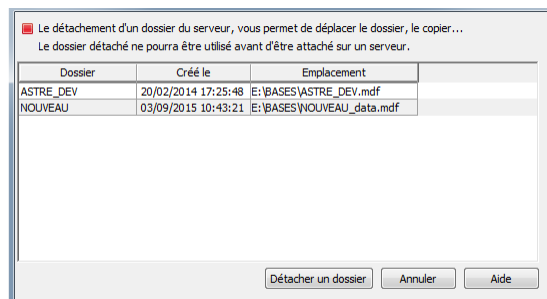 Le détachement d'un dossier du serveur, vous permet de déplacer le dossier, le copier...
Le dossier détaché ne pourra être utilisé avant d'être attaché sur un serveur.
Dossier Créé le Emplacement
ASTRE_DEV 20/02/2014 17:25:48 E:\BASES\ASTRE_DEV.mdf
NOUVEAU 03/09/2015 10:43:21 E:\BASES\NOUVEAU_data.mdf
Détacher un dossier Annuler Aide